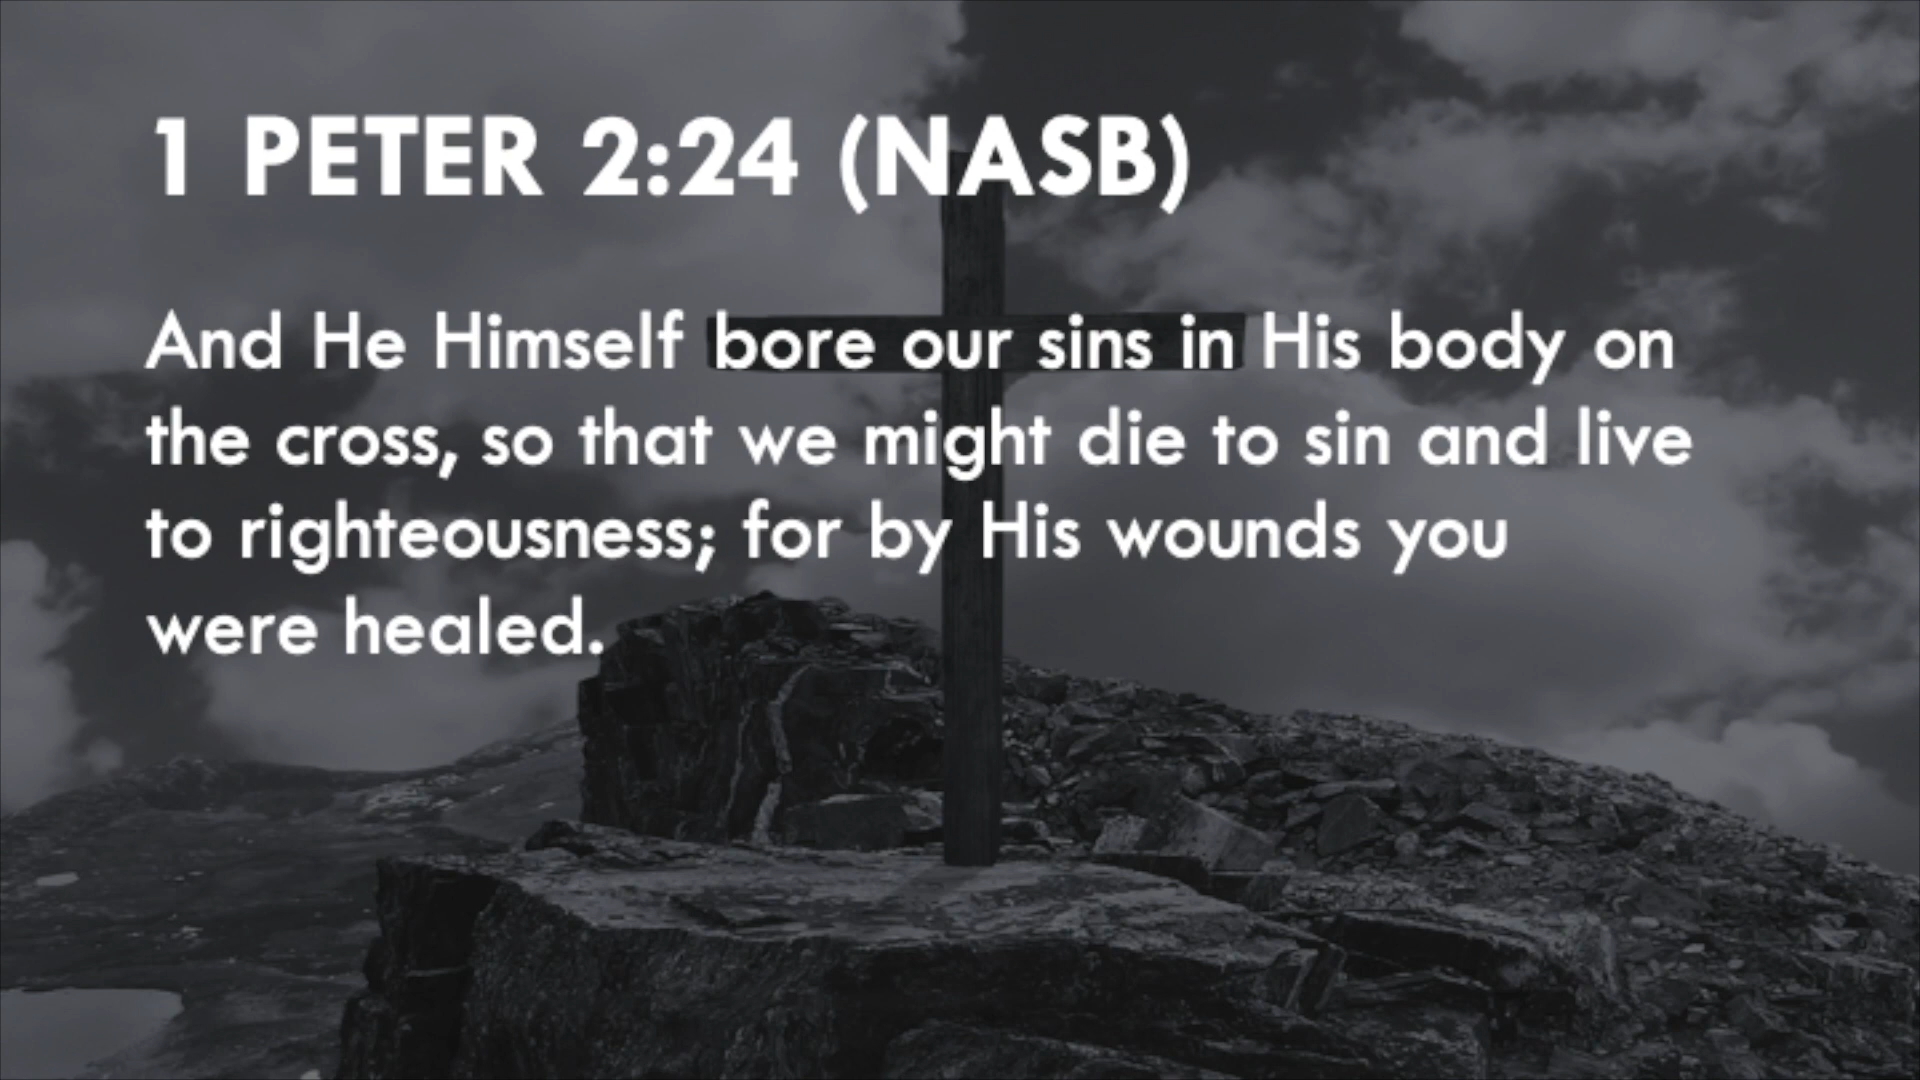 1 PETER 2:24 (NASB)
And He Himself bore our sins in His body on
the cross, so that we might die to sin and live
to righteousness; for by His wounds you
were healed.